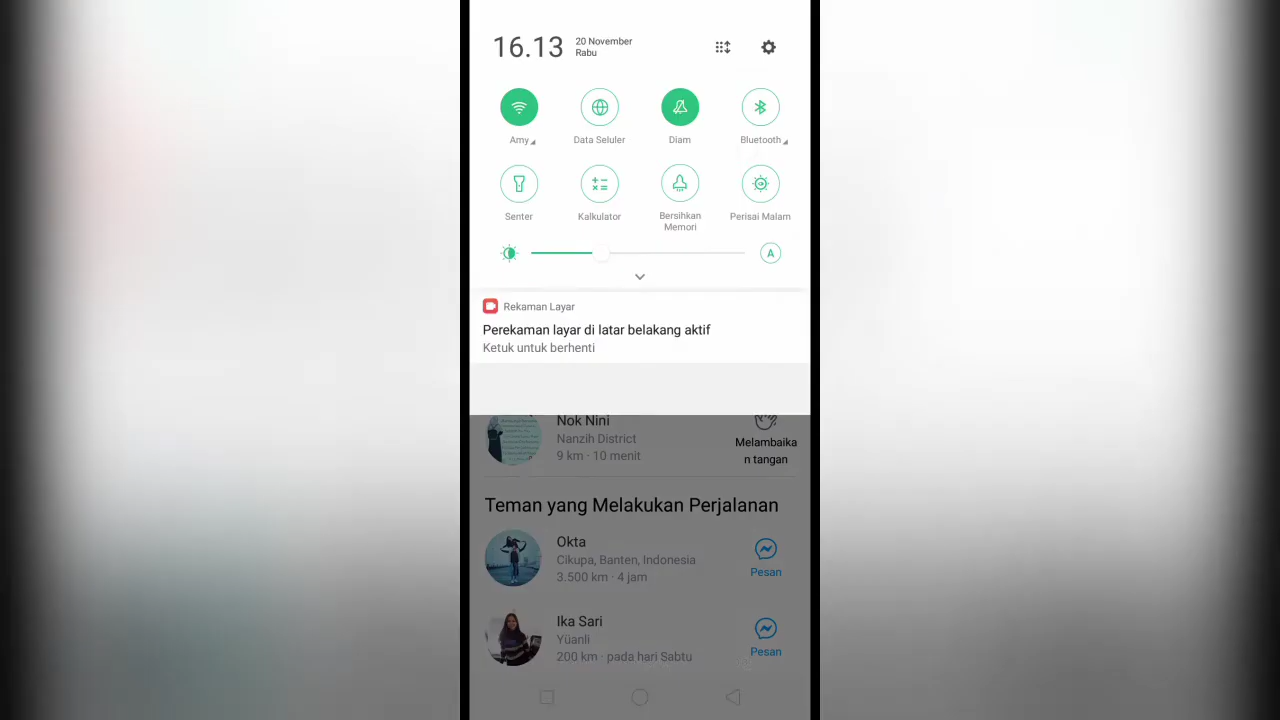 16.13
20 November
Rabu
Amy
Data Seluler
Diam
Bluetooth
Senter
Kalkulator
Bersihkan
Memori
Perisai Malam
A
Rekaman Layar
Perekaman layar di latar belakang aktif
Ketuk untuk berhenti
Nok Nini
Nanzih District
9 km · 10 menit
Melambaika
n tangan
Teman yang Melakukan Perjalanan
Okta
Cikupa, Banten, Indonesia
3.500 km · 4 jam
Pesan
Ika Sari
Yüanli
200 km · pada hari Sabtu
Pesan